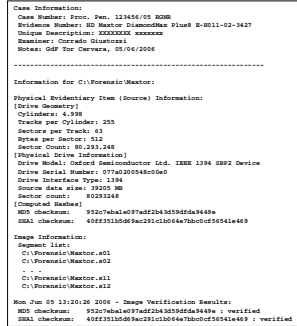 Case Information:
Case Number: Proc. Pen. 123456/05 RGNR
Evidence Number: HD Maxtor DiamondMax Plus8 E-H011-02-3427
Unique Description: XXXXXXXX xxxxxxx
Examiner: Corrado Giustozzi
Notes: GdF Tor Cervara, 05/06/2006
--------------------------------------------------------------
Information for C:\Forensic\Maxtor:
Physical Evidentiary Item (Source) Information:
[Drive Geometry]
Cylinders: 4.998
Tracks per Cylinder: 255
Sectors per Track: 63
Bytes per Sector: 512
Sector Count: 80.293.248
[Physical Drive Information]
Drive Model: Oxford Semiconductor Ltd. IEEE 1394 SBP2 Device
Drive Serial Number: 077a0200548c00e0
Drive Interface Type: 1394
Source data size: 39205 MB
Sector count: 80293248
[Computed Hashes]
MD5 checksum: 952c7eba1e097adf2b43d59dfda9449e
SHA1 checksum: 40ff351b5d69ac291c1b064e7bbc0cf56541e469
Image Information:
Segment list:
C:\Forensic\Maxtor.s01
C:\Forensic\Maxtor.s02
. . .
C:\Forensic\Maxtor.s11
C:\Forensic\Maxtor.s12
Mon Jun 05 13:20:26 2006 - Image Verification Results:
MD5 checksum: 952c7eba1e097adf2b43d59dfda9449e : verified
SHA1 checksum: 40ff351b5d69ac291c1b064e7bbc0cf56541e469 : verified